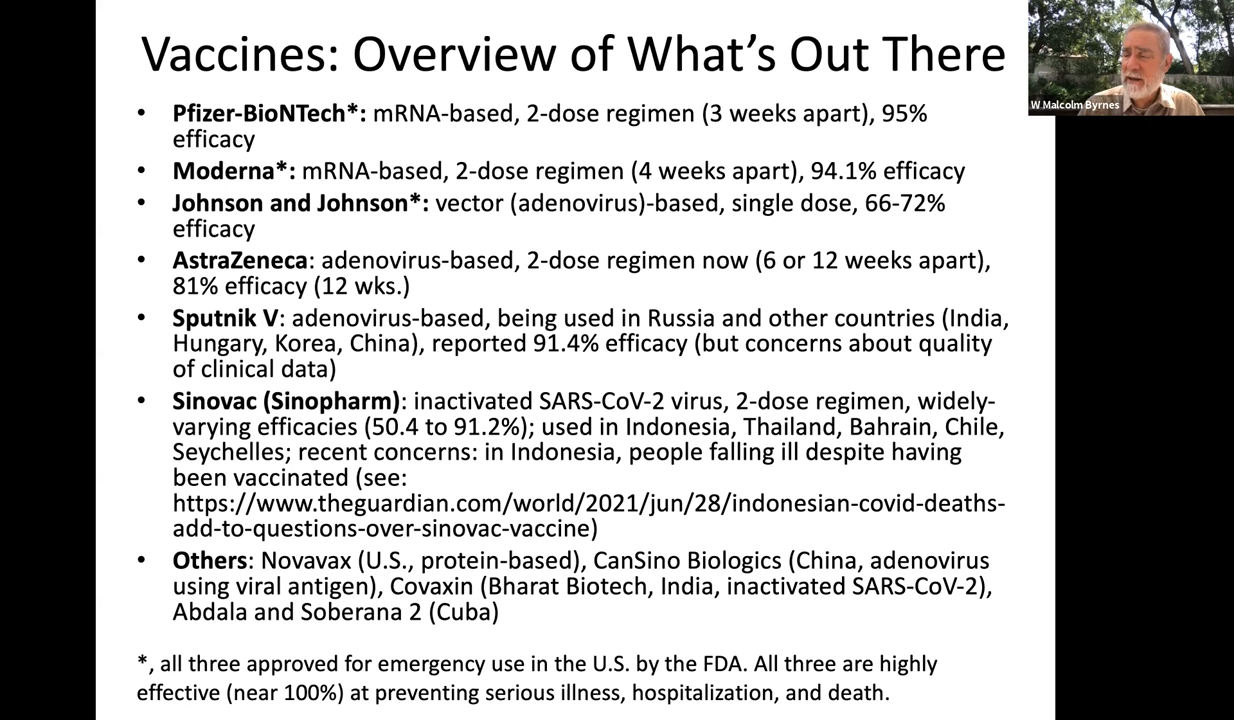 Vaccines: Overview of What's Out There
W Malcolm Byrnes
• Pfizer-BioNTech*: mRNA-based, 2-dose regimen (3 weeks apart), 95%
efficacy
• Moderna*: mRNA-based, 2-dose regimen (4 weeks apart), 94.1% efficacy
• Johnson and Johnson*: vector (adenovirus)-based, single dose, 66-72%
efficacy
• AstraZeneca: adenovirus-based, 2-dose regimen now (6 or 12 weeks apart),
81% efficacy (12 wks.)
• Sputnik V: adenovirus-based, being used in Russia and other countries (India,
Hungary, Korea, China), reported 91.4% efficacy (but concerns about quality
of clinical data)
• Sinovac (Sinopharm): inactivated SARS-CoV-2 virus, 2-dose regimen, widely-
varying efficacies (50.4 to 91.2%); used in Indonesia, Thailand, Bahrain, Chile,
Seychelles; recent concerns: in Indonesia, people falling ill despite having
been vaccinated (see:
https://www.theguardian.com/world/2021/jun/28/indonesian-covid-deaths-
add-to-questions-over-sinovac-vaccine)
• Others: Novavax (U.S., protein-based), CanSino Biologics (China, adenovirus
using viral antigen), Covaxin (Bharat Biotech, India, inactivated SARS-CoV-2),
Abdala and Soberana 2 (Cuba)
*, all three approved for emergency use in the U.S. by the FDA. All three are highly
effective (near 100%) at preventing serious illness, hospitalization, and death.